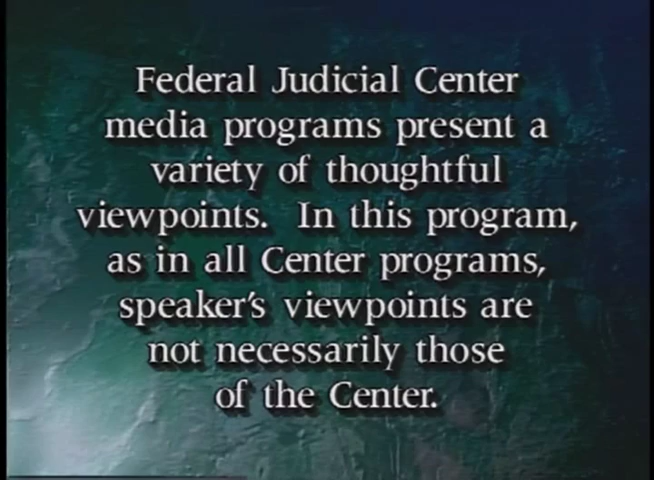 Federal Judicial Center
media programs present a
variety of thoughtful
viewpoints. In this program,
as in all Center programs,
speaker's viewpoints are
not necessarily those
of the Center.